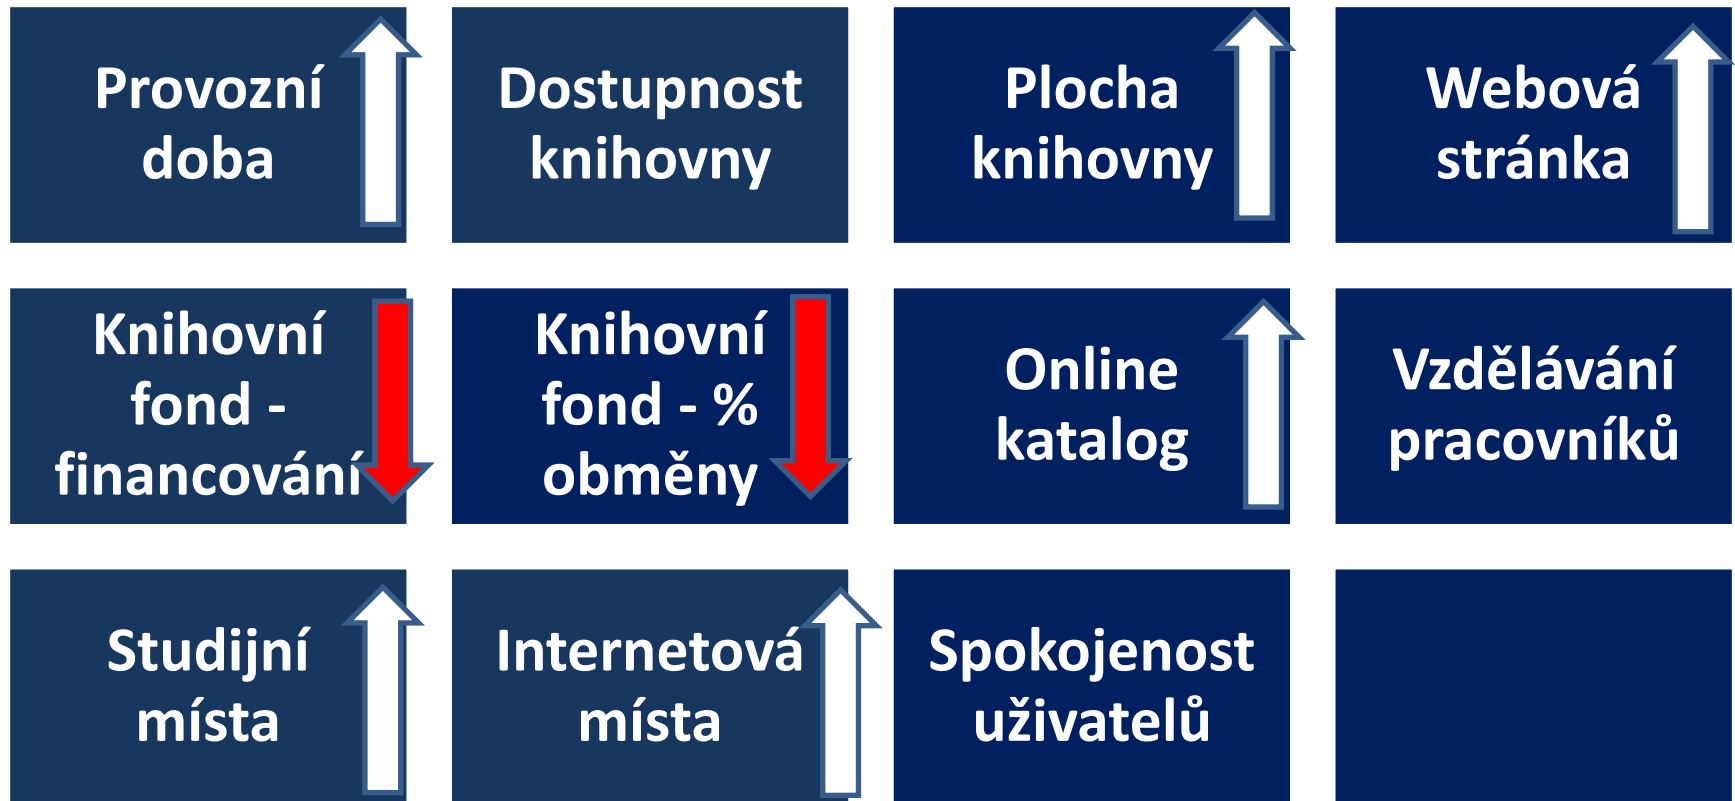 Provozní
doba
Dostupnost
knihovny
Plocha
knihovny
Webová
stránka
Knihovní
fond -
financování
Knihovní
fond - %
obměny
Online
katalog
Vzdělávání
pracovníků
Studijní
místa
Internetová
místa
Spokojenost
uživatelů